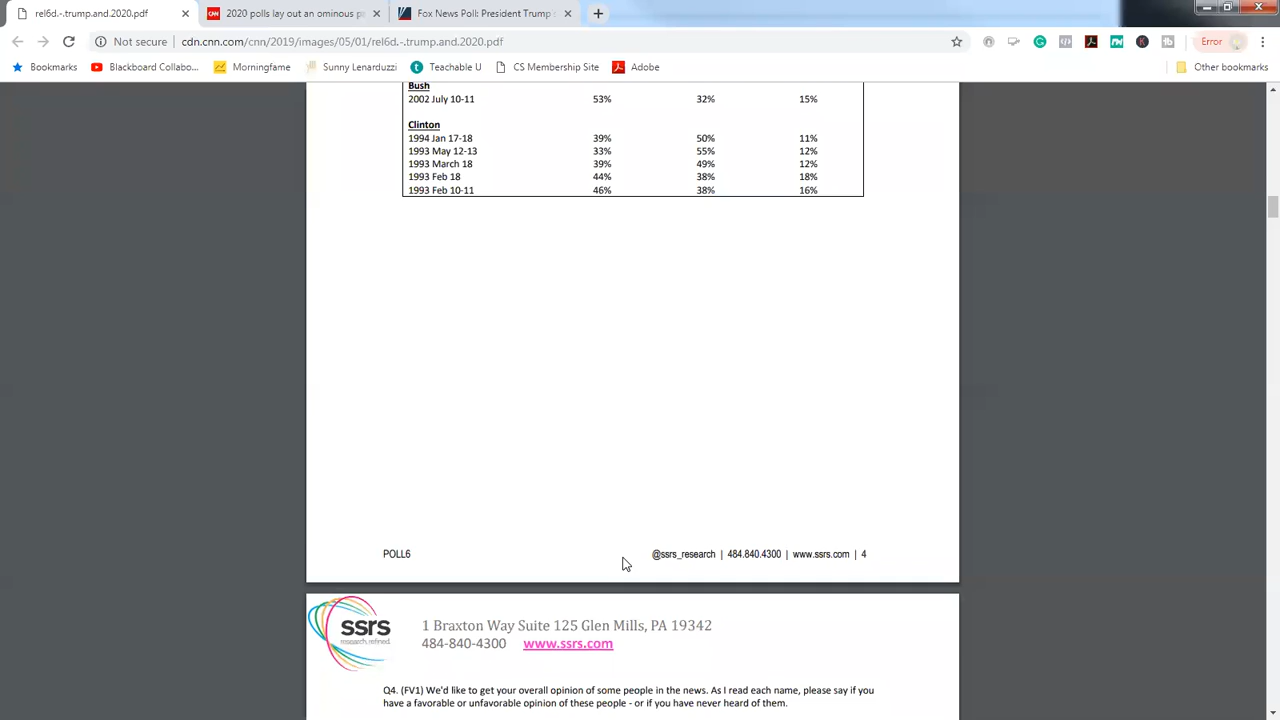 rel6d.-.trump.and.2020.pdf
2020 polls lay out an ominous pa
Fox News Poll: President Trump s
Not secure | cdn.cnn.com/cnn/2019/images/05/01/rel6d.-.trump.and.2020.pdf
Error
Bookmarks Blackboard Collabo... Morningfame Sunny Lenarduzzi Teachable U CS Membership Site Adobe Other bookmarks
Bush
2002 July 10-11 53% 32% 15%
Clinton
1994 Jan 17-18 39% 50% 11%
1993 May 12-13 33% 55% 12%
1993 March 18 39% 49% 12%
1993 Feb 18 44% 38% 18%
1993 Feb 10-11 46% 38% 16%
POLL6 @ssrs_research | 484.840.4300 | www.ssrs.com | 4
ssrs
research.refined.
1 Braxton Way Suite 125 Glen Mills, PA 19342
484-840-4300 www.ssrs.com
Q4. (FV1) We'd like to get your overall opinion of some people in the news. As I read each name, please say if you
have a favorable or unfavorable opinion of these people - or if you have never heard of them.